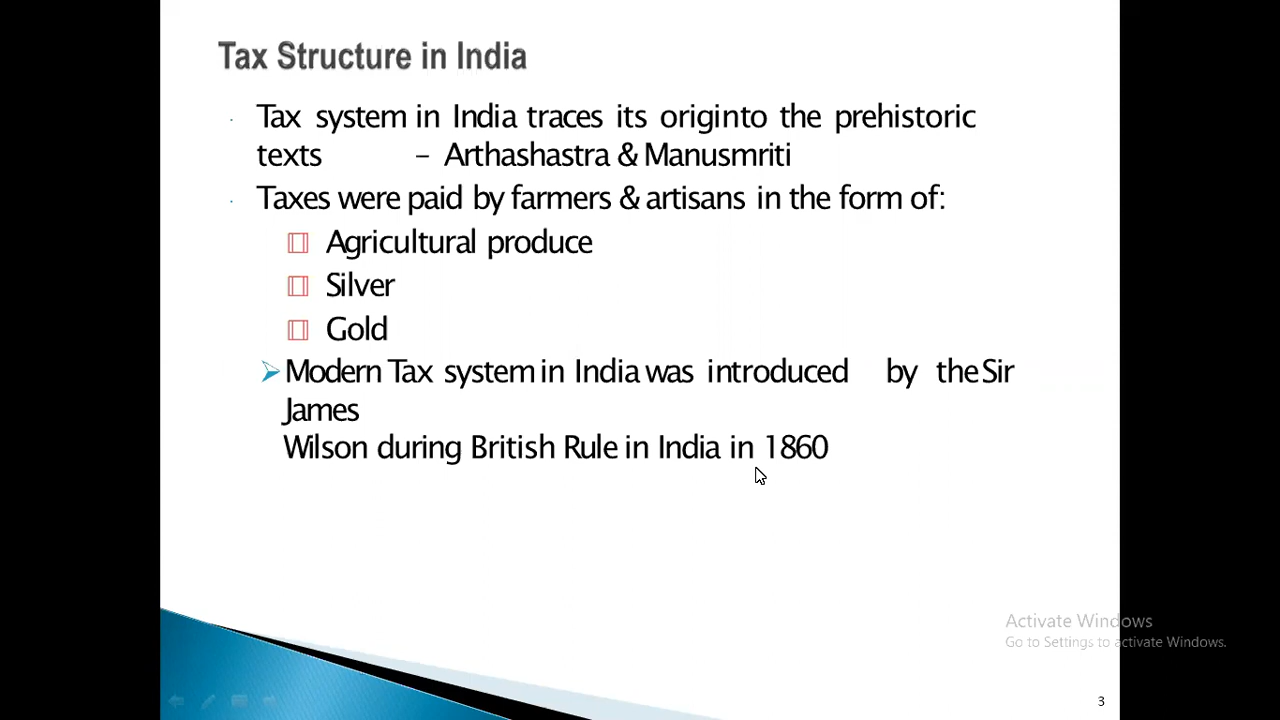 Tax Structure in India
Tax system in India traces its originto the prehistoric
texts – Arthashastra & Manusmriti
Taxes were paid by farmers & artisans in the form of:
Agricultural produce
Silver
Gold
Modern Tax system in India was introduced by the Sir
James
Wilson during British Rule in India in 1860
Activate Windows
Go to Settings to activate Windows.
3